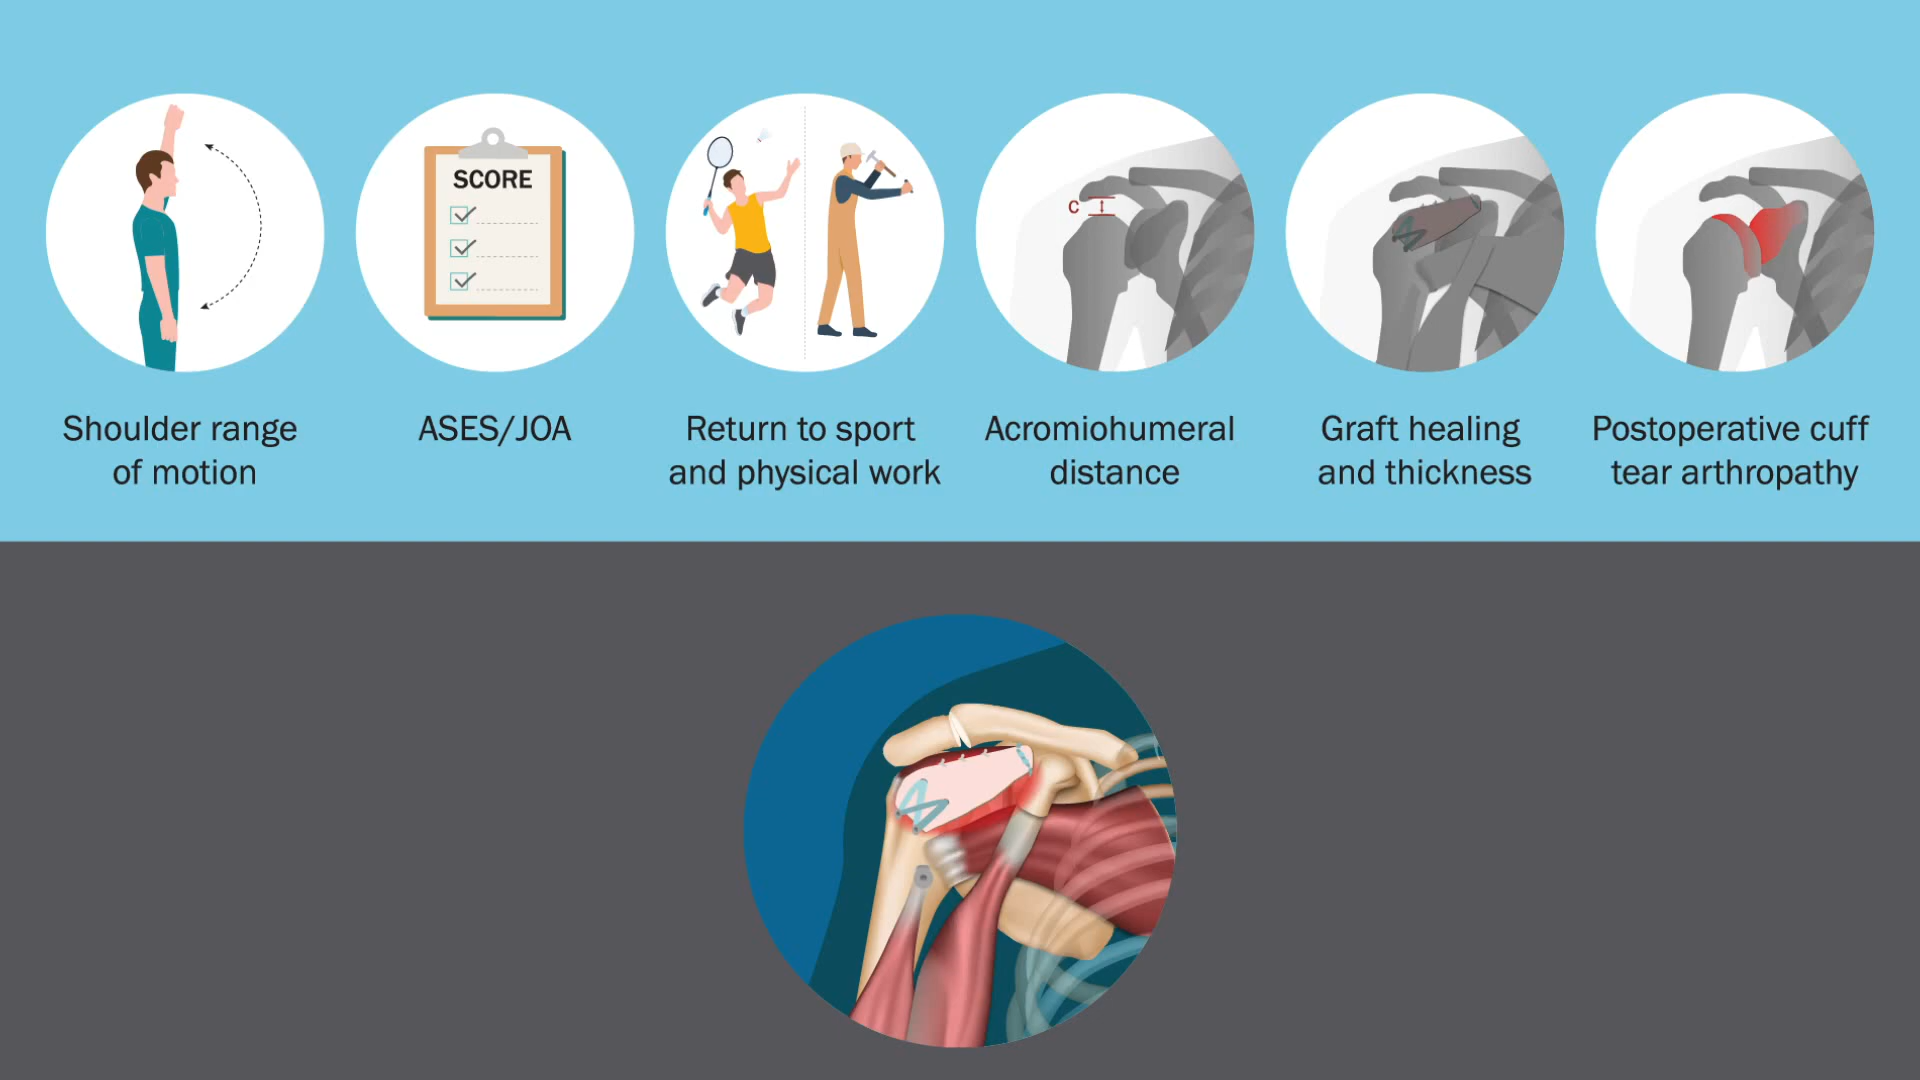 SCORE
C
Shoulder range
of motion
ASES/JOA
Return to sport
and physical work
Acromiohumeral
distance
Graft healing
and thickness
Postoperative cuff
tear arthropathy